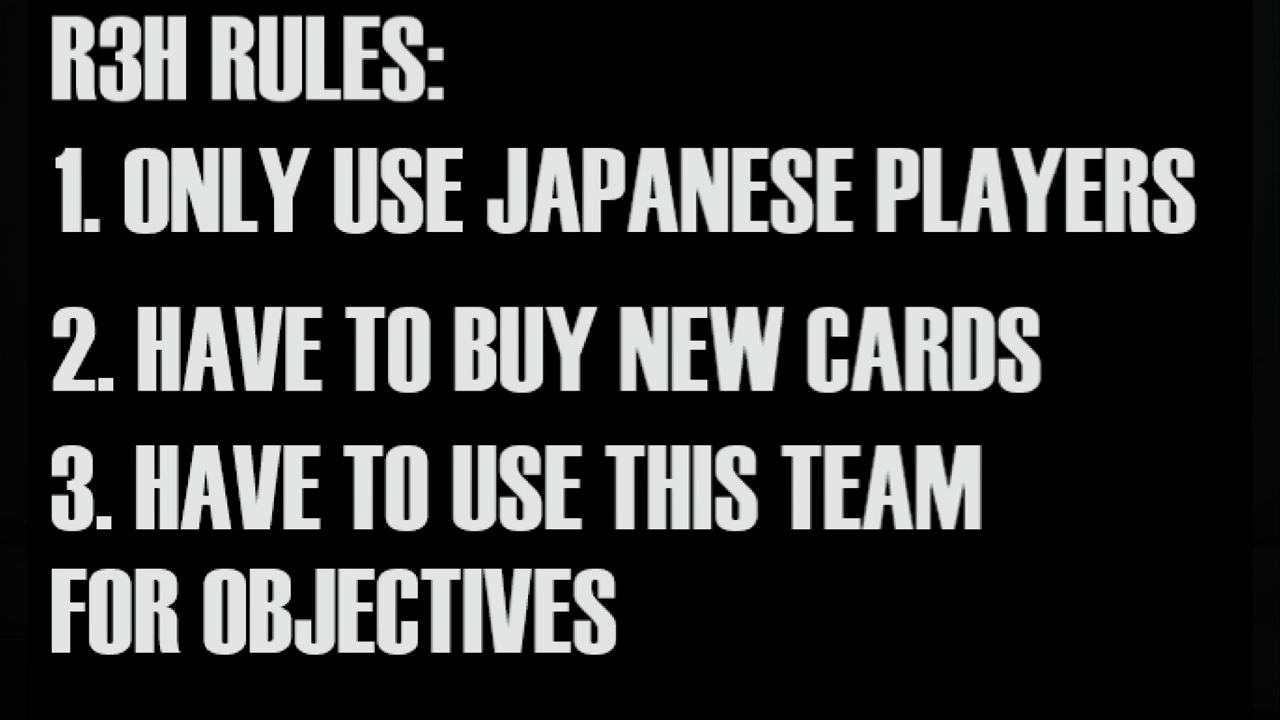 R3H RULES:
1. ONLY USE JAPANESE PLAYERS
2. HAVE TO BUY NEW CARDS
3. HAVE TO USE THIS TEAM
FOR OBJECTIVES